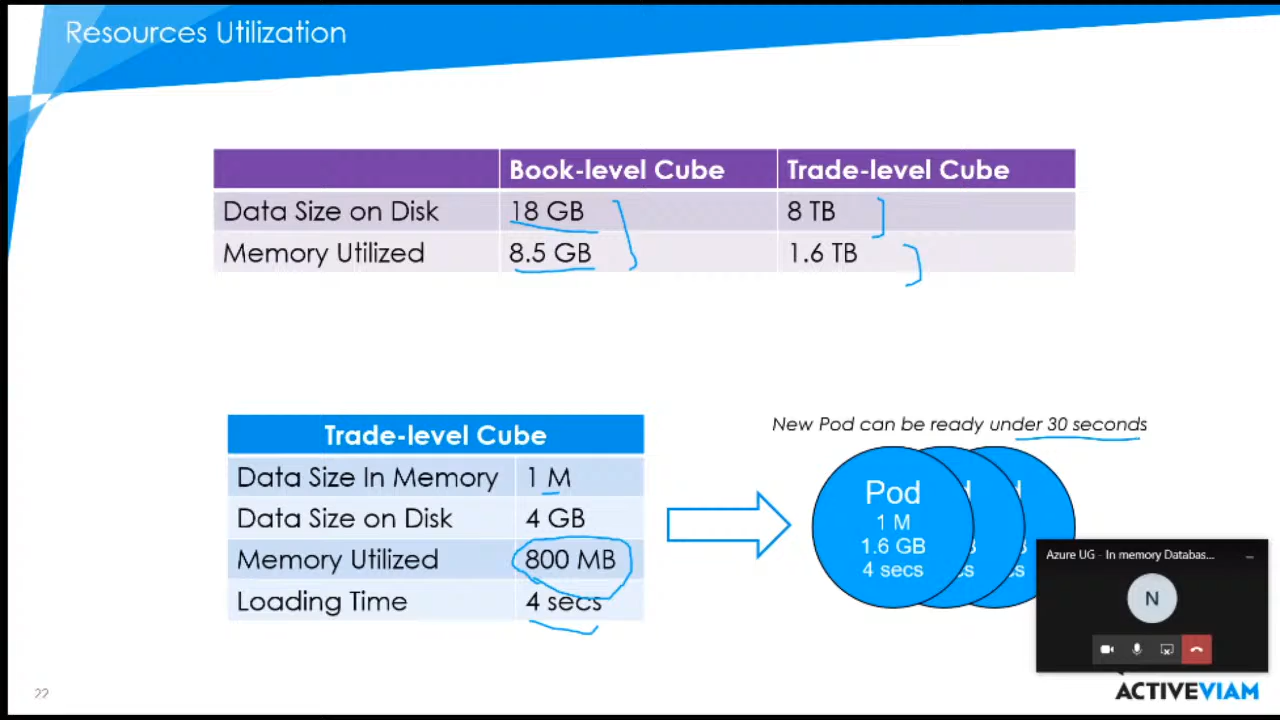 Resources Utilization
Book-level Cube Trade-level Cube
Data Size on Disk 18 GB 8 TB
Memory Utilized 8.5 GB 1.6 TB
Trade-level Cube
Data Size In Memory 1 M
Data Size on Disk 4 GB
Memory Utilized 800 MB
Loading Time 4 secs
New Pod can be ready under 30 seconds
Pod
1 M
1.6 GB
4 secs
Azure UG - In memory Databas...
N
22
ACTIVEVIAM